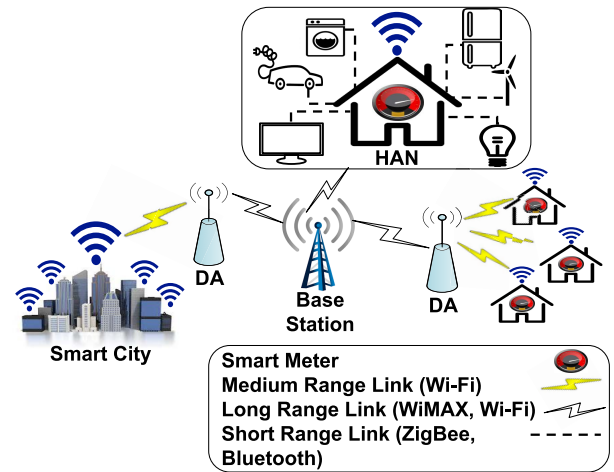 HAN
DA
DA
Base
Station
Smart City
Smart Meter
Medium Range Link (Wi-Fi)
Long Range Link (WiMAX, Wi-Fi)
Short Range Link (ZigBee,
Bluetooth)